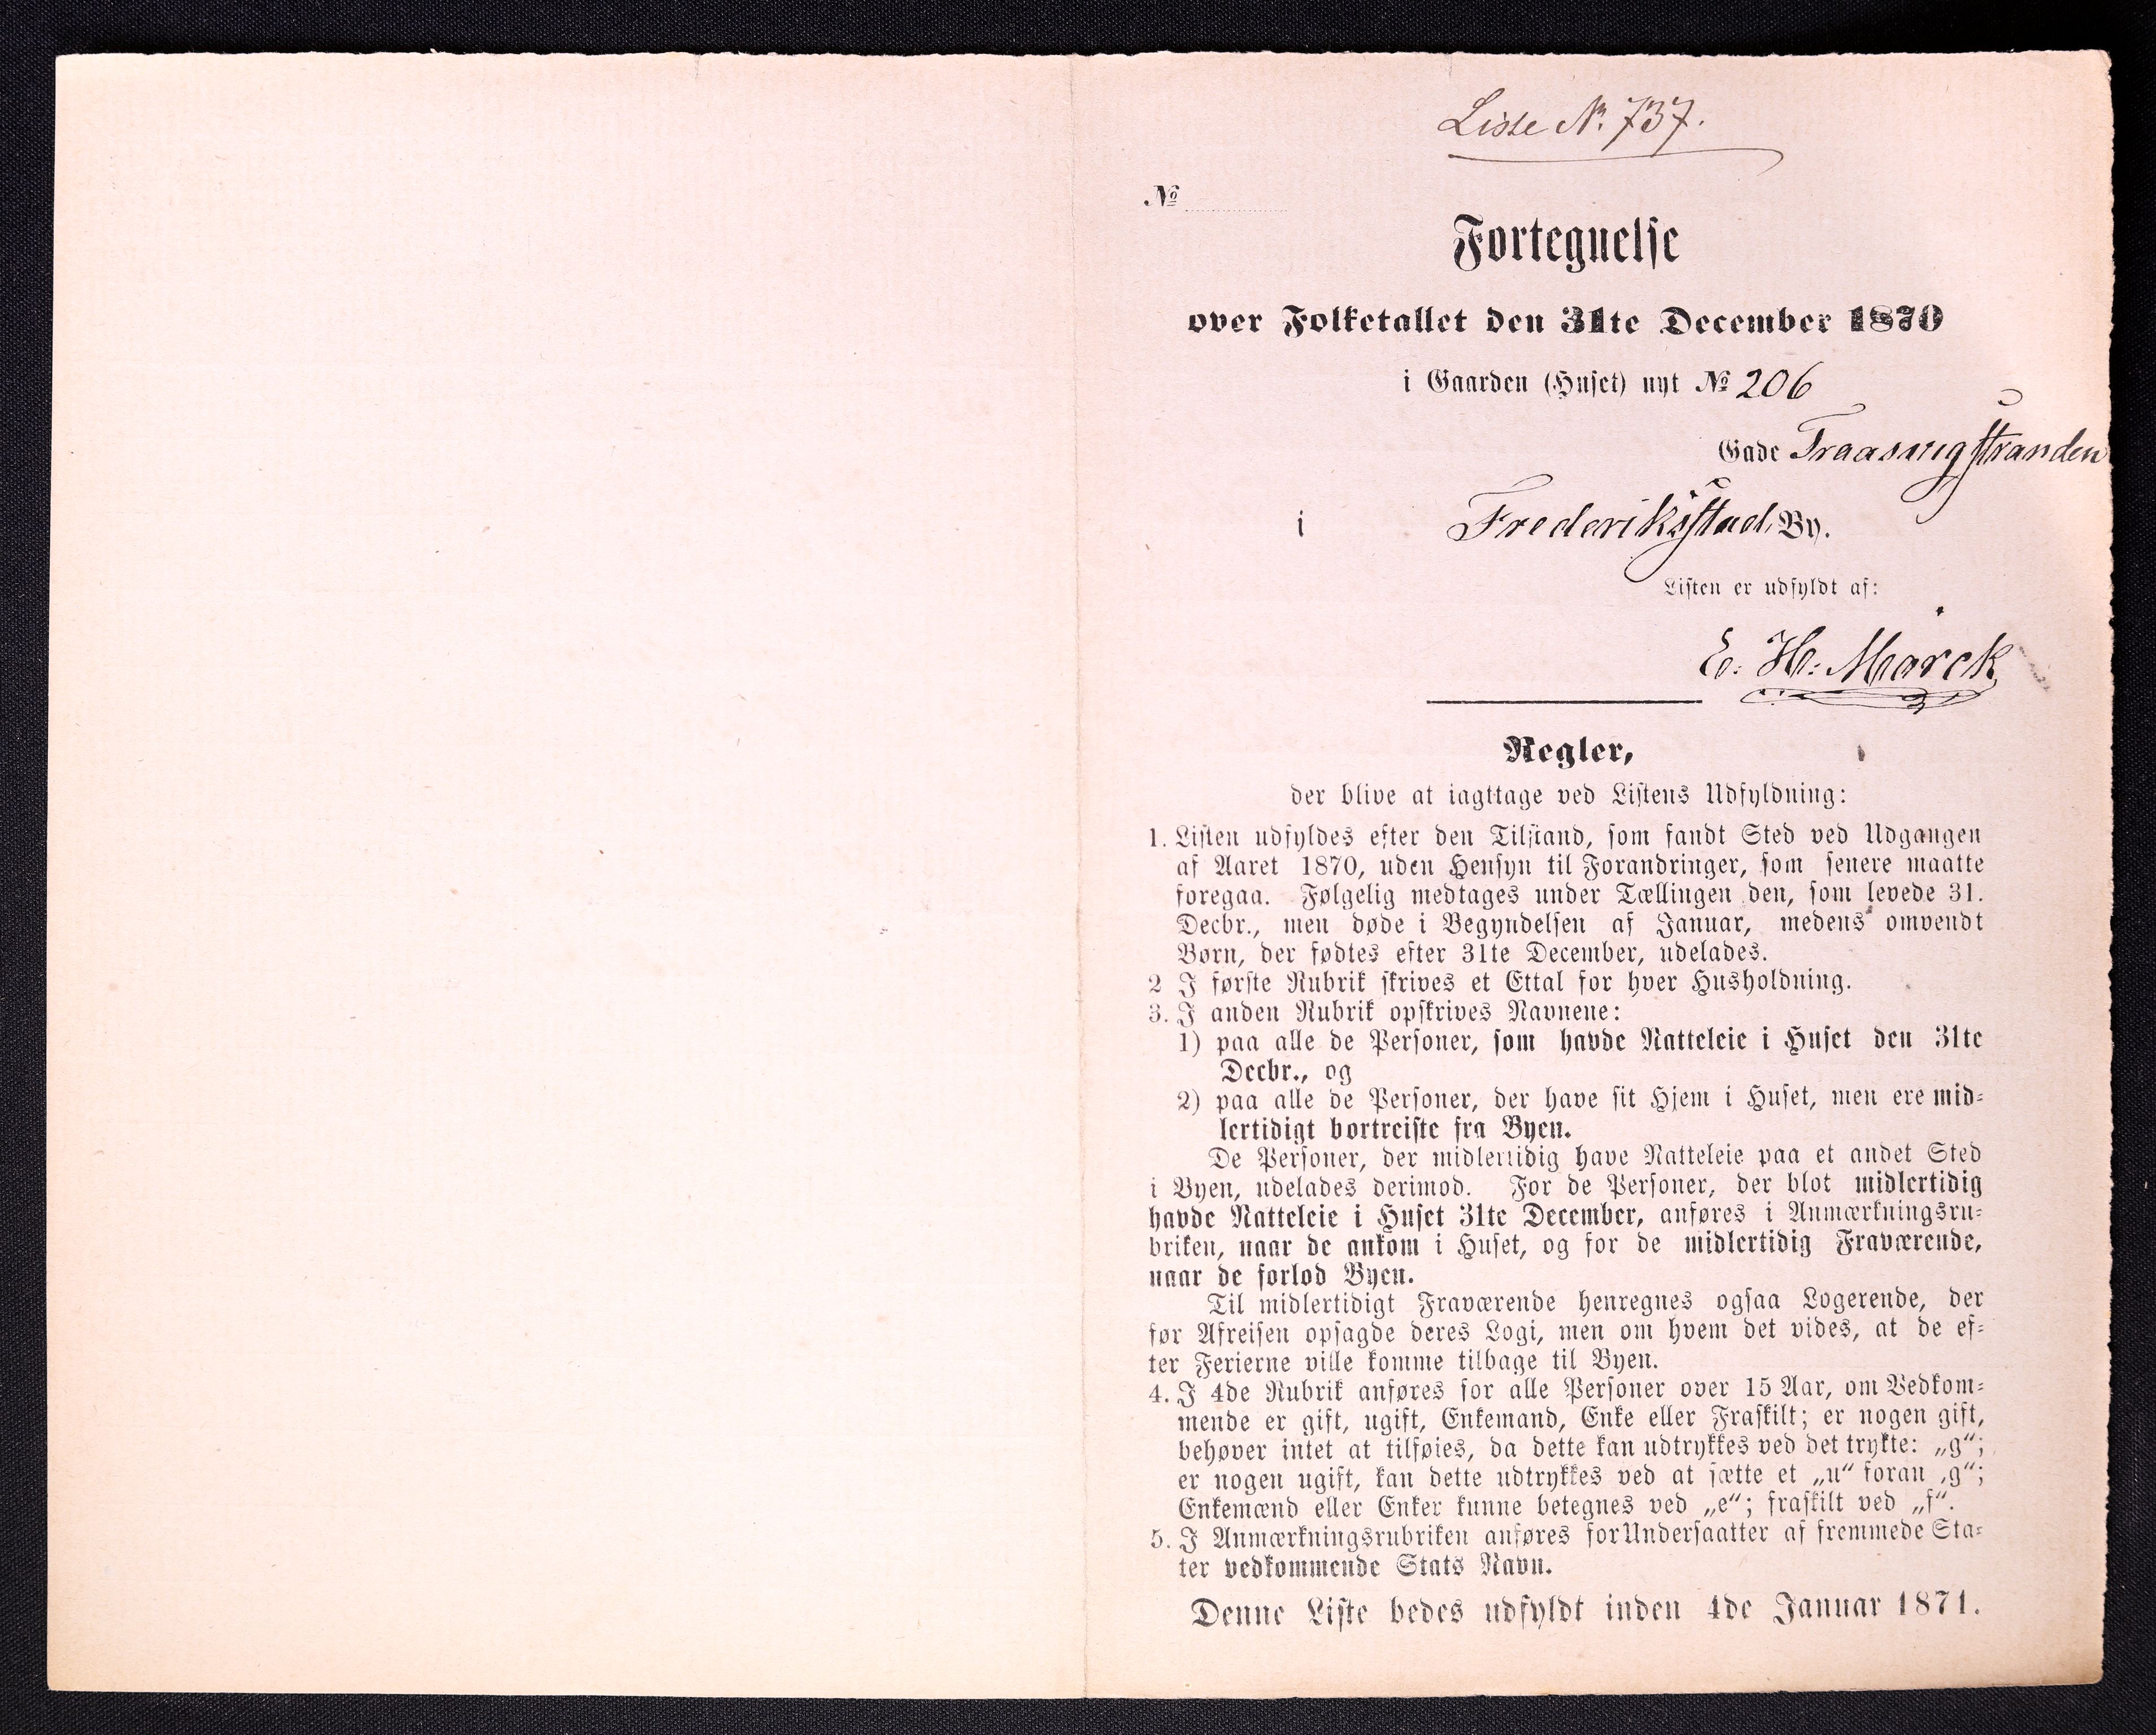 Liste N. 737.
№
Fortegnelse
over Folketallet den 31te December 1870
i Gaarden (Huset) nyt № 206
Gade Traasvigstranden
i Frederiksstad By.
Listen er udfyldt af:
E. H. Mørck
Regler,
der blive at iagttage ved Listens Udfyldning:
1. Listen udfyldes efter den Tilstand, som fandt Sted ved Udgangen
af Aaret 1870, uden Hensyn til Forandringer, som senere maatte
foregaa. Følgelig medtages under Tællingen den, som levede 31.
Decbr., men døde i Begyndelsen af Januar, medens omvendt
Børn, der fødtes efter 31te December, udelades.
2 I første Rubrik skrives et Ettal for hver Husholdning.
3. I anden Rubrik opskrives Navnene:
1) paa alle de Personer, som havde Natteleie i Huset den 31te
Decbr., og
2) paa alle de Personer, der have sit Hjem i Huset, men ere mid-
lertidigt bortreiste fra Byen.
De Personer, der midlertidig have Natteleie paa et andet Sted
i Byen, udelades derimod. For de Personer, der blot midlertidig
havde Natteleie i Huset 31te December, anføres i Anmærkningsru-
briken, naar de ankom i Huset, og for de midlertidig Fraværende,
naar de forlod Byen.
Til midlertidigt Fraværende henregnes ogsaa Logerende, der
før Afreisen opsagde deres Logi, men om hvem det vides, at de ef-
ter Ferierne ville komme tilbage til Byen.
4. I 4de Rubrik anføres for alle Personer over 15 Aar, om Vedkom-
mende er gift, ugift, Enkemand, Enke eller Fraskilt; er nogen gift,
behøver intet at tilføies, da dette kan udtrykkes ved det trykte: „g“;
er nogen ugift, kan dette udtrykkes ved at sætte et „u“ foran „g“;
Enkemænd eller Enker kunne betegnes ved „e“; fraskilt ved „f“.
5. I Anmærkningsrubriken anføres for Undersaatter af fremmede Sta-
ter vedkommende Stats Navn.
Denne Liste bedes udfyldt inden 4de Januar 1871.